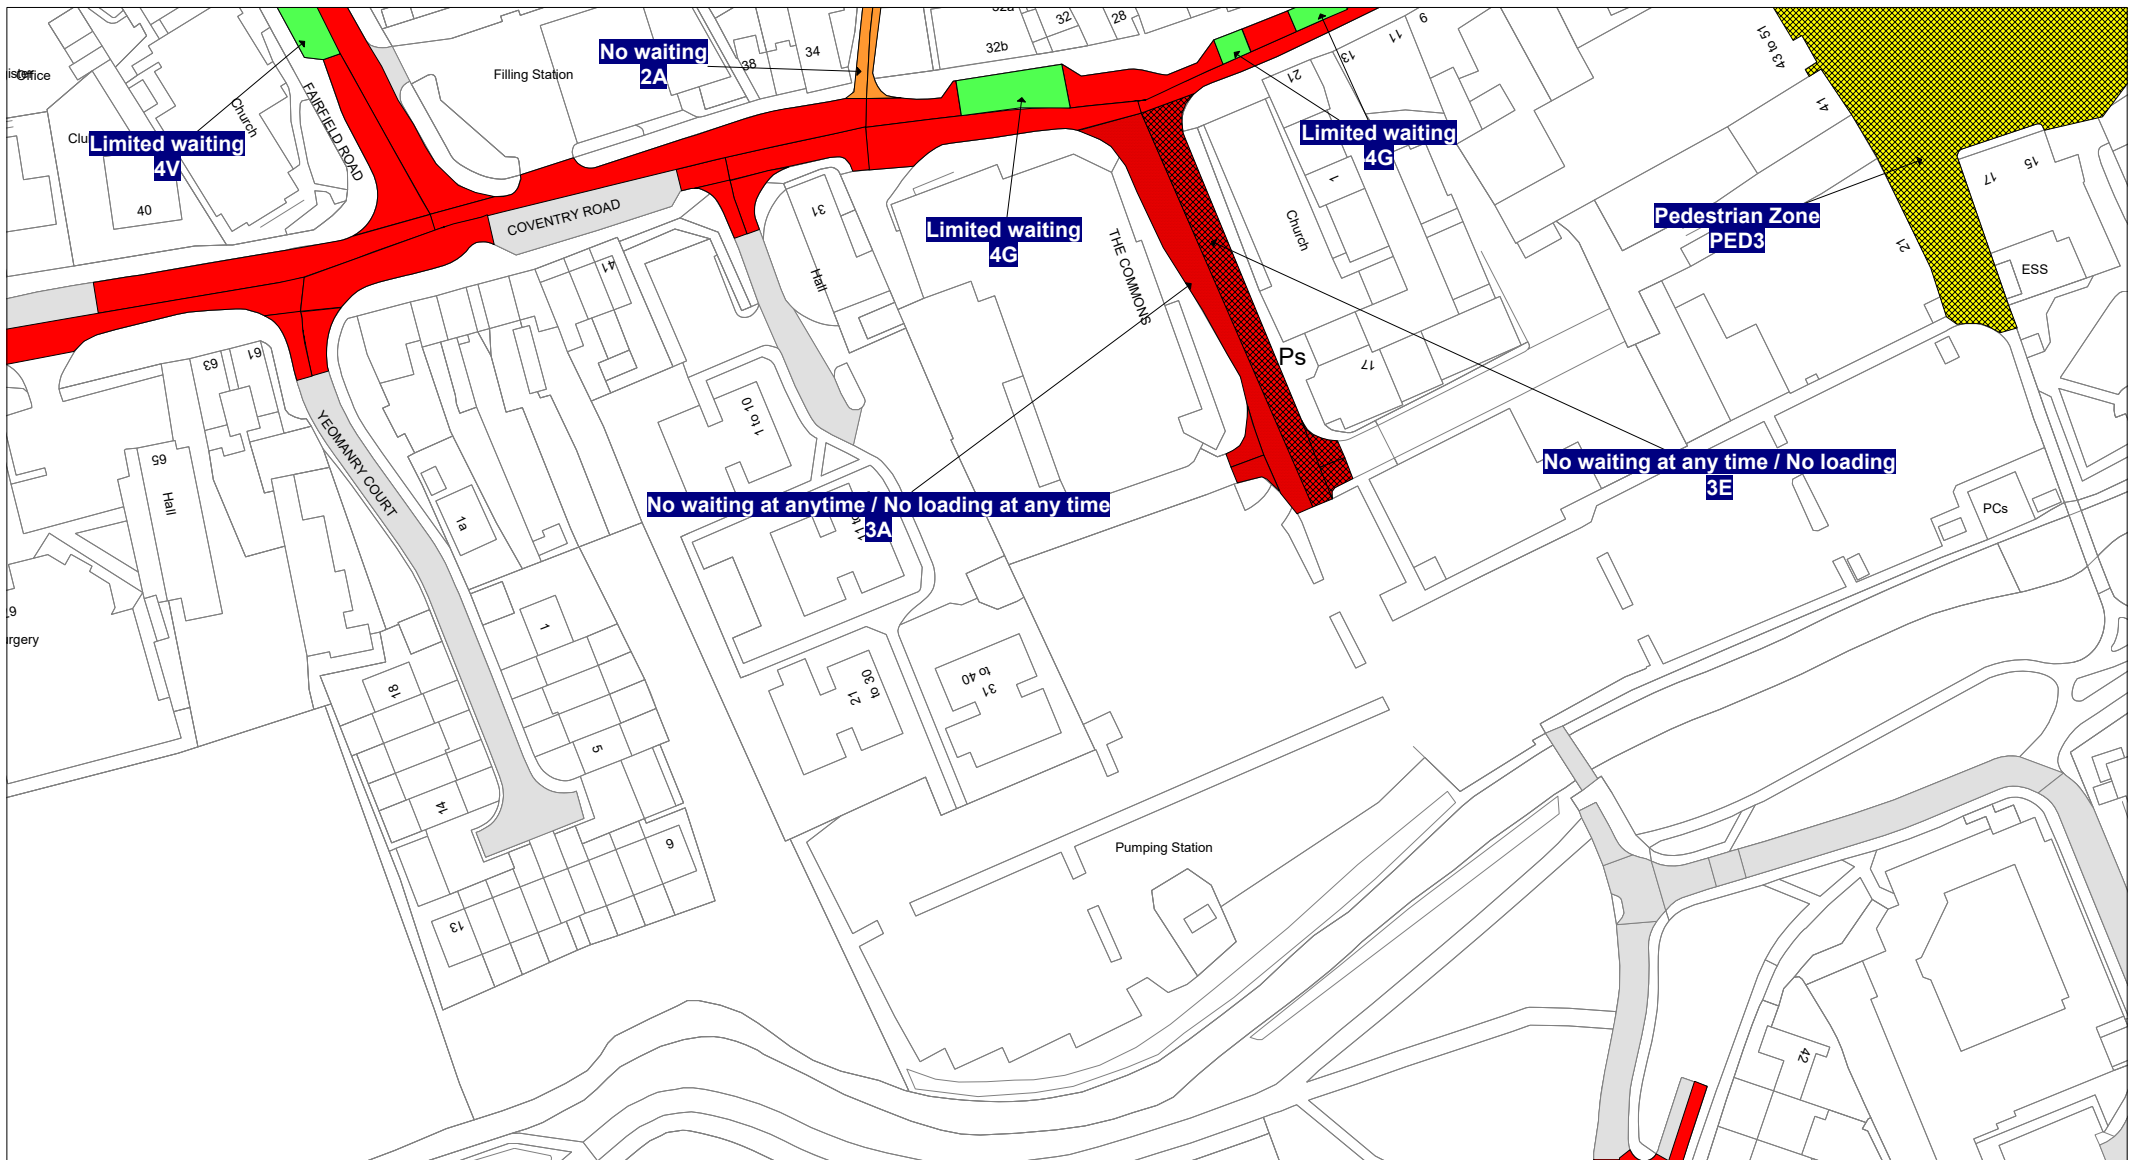 32a
32
28
6
11
13
21
43 to 51
No waiting
2A
34
38
32b
Filling Station
Office
Church
FAIRFIELD ROAD
Limited waiting
4V
40
Limited waiting
4G
41
15
17
1
Church
Pedestrian Zone
PED3
21
ESS
COVENTRY ROAD
31
Limited waiting
4G
THE COMMONS
41
Hall
Ps
17
63
61
1 to 10
YEOMANRY COURT
65
Hall
1a
No waiting at any time / No loading
3E
No waiting at anytime / No loading at any time
3A
PCs
1
18
21
to 30
31
to 40
5
14
Pumping Station
9
13
42